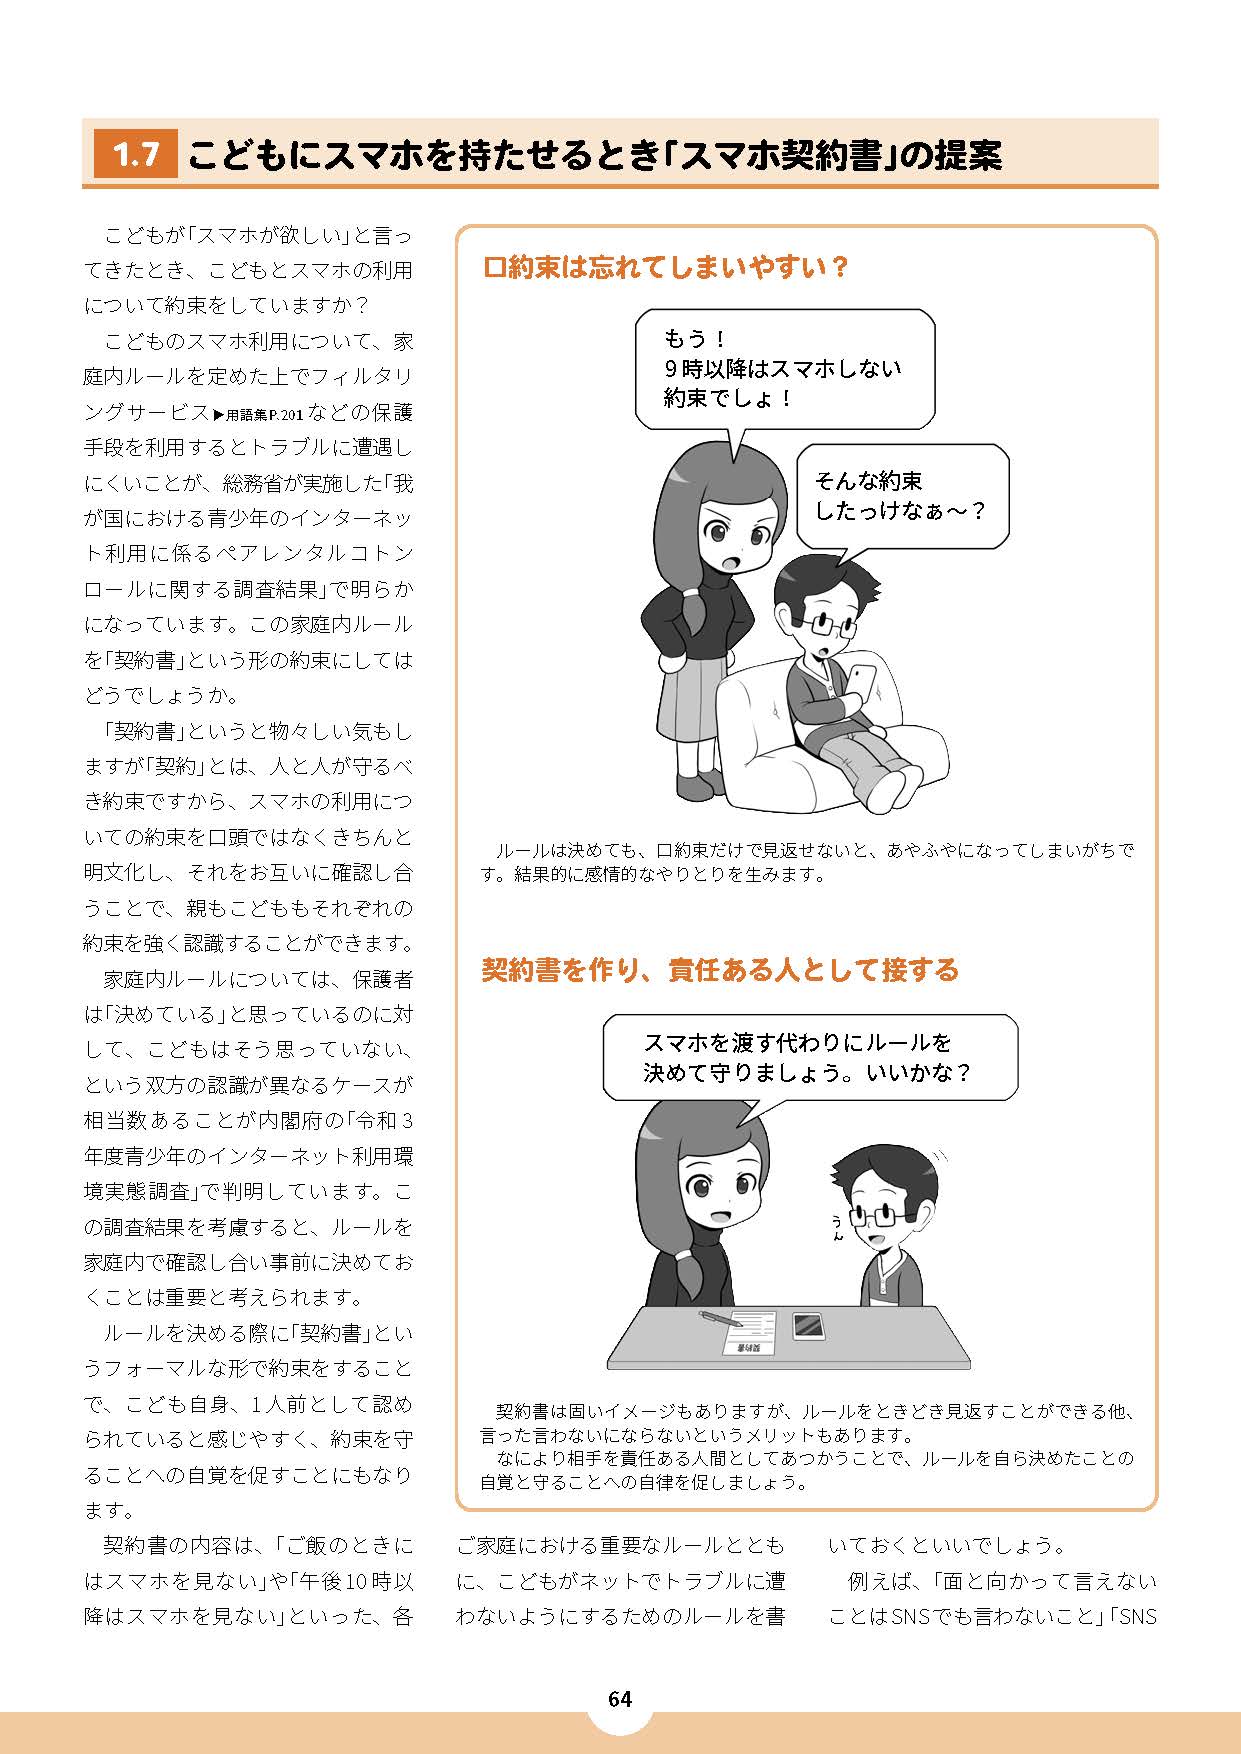 1.7 こどもにスマホを持たせるとき「スマホ契約書」の提案
こどもが「スマホが欲しい」と言っ
てきたとき、こどもとスマホの利用
について約束をしていますか？
こどものスマホ利用について、家
庭内ルールを定めた上でフィルタリ
ングサービス▶用語集P.201などの保護
手段を利用するとトラブルに遭遇し
にくいことが、総務省が実施した「我
が国における青少年のインターネッ
ト利用に係るペアレンタルコトン
ロールに関する調査結果」で明らか
になっています。この家庭内ルール
を「契約書」という形の約束にしては
どうでしょうか。
「契約書」というと物々しい気もし
ますが「契約」とは、人と人が守るべ
き約束ですから、スマホの利用につ
いての約束を口頭ではなくきちんと
明文化し、それをお互いに確認し合
うことで、親もこどももそれぞれの
約束を強く認識することができます。
家庭内ルールについては、保護者
は「決めている」と思っているのに対
して、こどもはそう思っていない、
という双方の認識が異なるケースが
相当数あることが内閣府の「令和3
年度青少年のインターネット利用環
境実態調査」で判明しています。こ
の調査結果を考慮すると、ルールを
家庭内で確認し合い事前に決めてお
くことは重要と考えられます。
ルールを決める際に「契約書」とい
うフォーマルな形で約束をすること
で、こども自身、1人前として認め
られていると感じやすく、約束を守
ることへの自覚を促すことにもなり
ます。
契約書の内容は、「ご飯のときに
はスマホを見ない」や「午後10時以
降はスマホを見ない」といった、各
口約束は忘れてしまいやすい？
もう！
9時以降はスマホしない
約束でしょ！
そんな約束
したっけなぁ〜？
ルールは決めても、口約束だけで見返せないと、あやふやになってしまいがちで
す。結果的に感情的なやりとりを生みます。
契約書を作り、責任ある人として接する
スマホを渡す代わりにルールを
決めて守りましょう。いいかな？
うん
契約書
契約書は固いイメージもありますが、ルールをときどき見返すことができる他、
言った言わないにならないというメリットもあります。
なにより相手を責任ある人間としてあつかうことで、ルールを自ら決めたことの
自覚と守ることへの自律を促しましょう。
ご家庭における重要なルールととも
に、こどもがネットでトラブルに遭
わないようにするためのルールを書
いておくといいでしょう。
例えば、「面と向かって言えない
ことはSNSでも言わないこと」「SNS
64